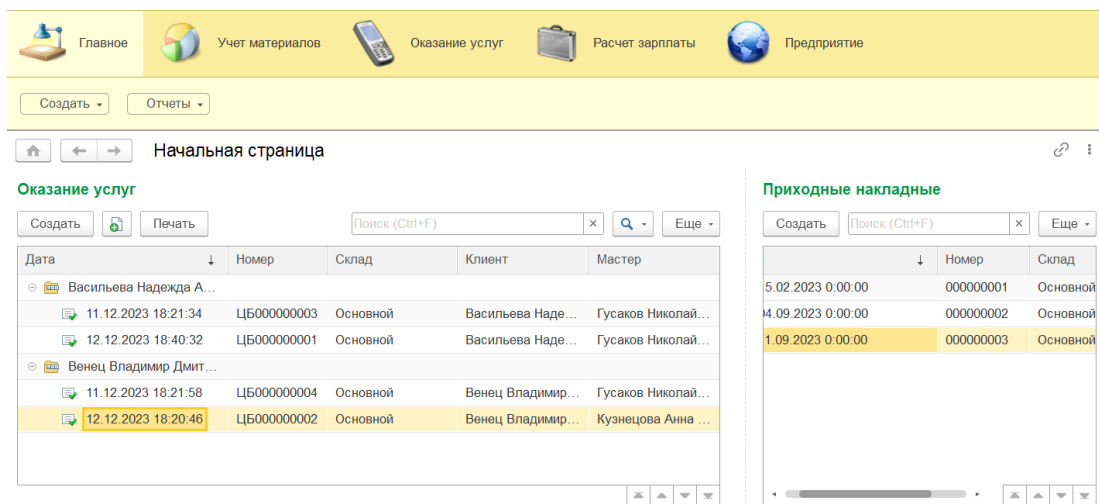 Главное Учет материалов Оказание услуг Расчет зарплаты Предприятие
Создать Отчеты
Начальная страница
Оказание услуг
Создать Печать Поиск (Ctrl+F) × Еще
Дата ↓ Номер Склад Клиент Мастер
Васильева Надежда А...
11.12.2023 18:21:34 ЦБ000000003 Основной Васильева Наде... Гусаков Николай...
12.12.2023 18:40:32 ЦБ000000001 Основной Васильева Наде... Гусаков Николай...
Венец Владимир Дмит...
11.12.2023 18:21:58 ЦБ000000004 Основной Венец Владимир... Гусаков Николай...
12.12.2023 18:20:46 ЦБ000000002 Основной Венец Владимир... Кузнецова Анна ...
Приходные накладные
Создать Поиск (Ctrl+F) × Еще
↓ Номер Склад
5.02.2023 0:00:00 000000001 Основной
4.09.2023 0:00:00 000000002 Основной
1.09.2023 0:00:00 000000003 Основной